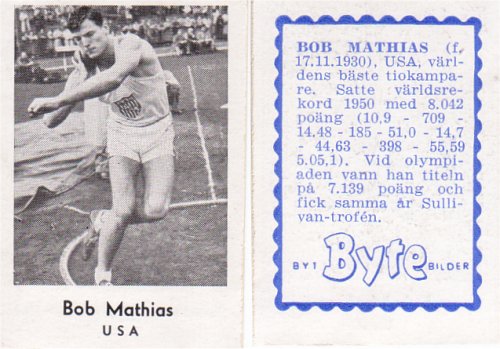 Bob Mathias
USA
BOB MATHIAS (f.
17.11.1930), USA, värl-
dens bäste tiokampa-
re. Satte världsre-
kord 1950 med 8.042
poäng (10,9 - 709 -
- 14.48 - 185 - 51,0 - 14,7
- 44,63 - 398 - 55,59
5.05,1). Vid olympi-
aden vann han titeln
på 7.139 poäng och
fick samma år Sulli-
van-trofén.
BYT Byte BILDER